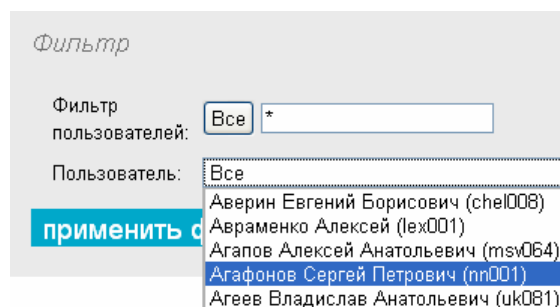 Фильтр
Фильтр
пользователей:
Все *
Пользователь: Все
Аверин Евгений Борисович (chel008)
Авраменко Алексей (lex001)
Агапов Алексей Анатольевич (msv064)
Агафонов Сергей Петрович (nn001)
применить
Агеев Владислав Анатольевич (uk081)